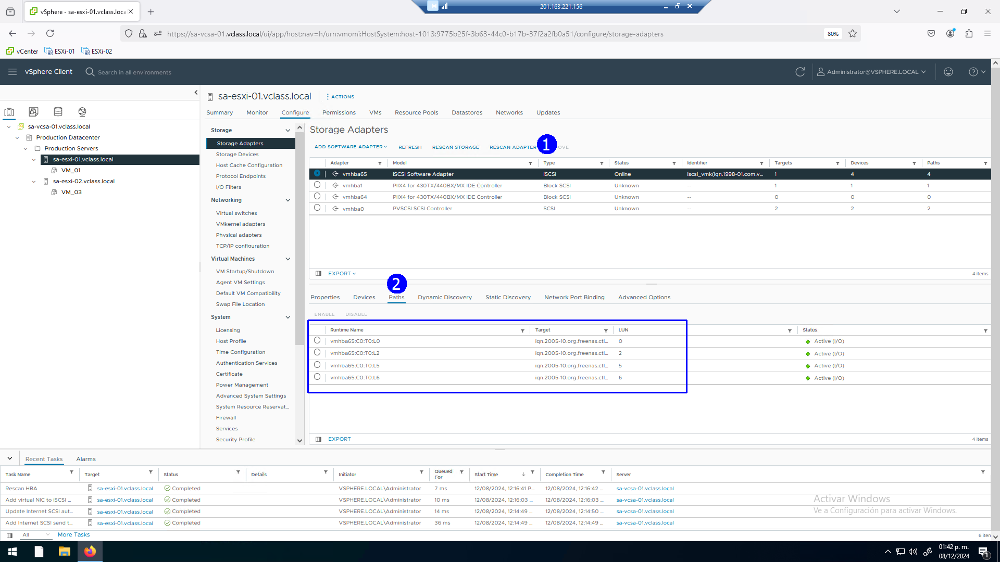 vSphere - sa-esxi-01.vclass.loca
201.163.221.156
https://sa-vcsa-01.vclass.local/ui/app/host;nav=h/urn:vmomi:HostSystem:host-1013:9775b25f-3b63-44c0-b17b-37f2a2fb0a51/configure/storage-adapters
80%
vCenter ESXi-01 ESXi-02
vSphere Client
Search in all environments
Administrator@VSPHERE.LOCAL
sa-vcsa-01.vclass.local
Production Datacenter
Production Servers
sa-esxi-01.vclass.local
VM_01
sa-esxi-02.vclass.local
VM_03
sa-esxi-01.vclass.local
ACTIONS
Summary Monitor Configure Permissions VMs Resource Pools Datastores Networks Updates
Storage
Storage Adapters
Storage Devices
Host Cache Configuration
Protocol Endpoints
I/O Filters
Networking
Virtual switches
VMkernel adapters
Physical adapters
TCP/IP configuration
Virtual Machines
VM Startup/Shutdown
Agent VM Settings
Default VM Compatibility
Swap File Location
System
Licensing
Host Profile
Time Configuration
Authentication Services
Certificate
Power Management
Advanced System Settings
System Resource Reservat...
Firewall
Services
Security Profile
Storage Adapters
ADD SOFTWARE ADAPTER REFRESH RESCAN STORAGE RESCAN ADAPTER 1 OVE
Adapter Model Type Status Identifier Targets Devices Paths
vmhba65 iSCSI Software Adapter iSCSI Online iscsi_vmk(iqn.1998-01.com.v... 1 4 4
vmhba1 PIIX4 for 430TX/440BX/MX IDE Controller Block SCSI Unknown -- 1 1 1
vmhba64 PIIX4 for 430TX/440BX/MX IDE Controller Block SCSI Unknown -- 0 0 0
vmhba0 PVSCSI SCSI Controller SCSI Unknown -- 2 2 2
EXPORT
4 items
2
Properties Devices Paths Dynamic Discovery Static Discovery Network Port Binding Advanced Options
ENABLE DISABLE
Runtime Name Target LUN Status
vmhba65:C0:T0:L0 iqn.2005-10.org.freenas.ctl... 0 Active (I/O)
vmhba65:C0:T0:L2 iqn.2005-10.org.freenas.ctl... 2 Active (I/O)
vmhba65:C0:T0:L5 iqn.2005-10.org.freenas.ctl... 5 Active (I/O)
vmhba65:C0:T0:L6 iqn.2005-10.org.freenas.ctl... 6 Active (I/O)
EXPORT
4 items
Recent Tasks Alarms
Task Name Target Status Details Initiator Queued For Start Time Completion Time Server
Rescan HBA sa-esxi-01.vclass.local Completed VSPHERE.LOCAL\Administrator 7 ms 12/08/2024, 12:16:41 P... 12/08/2024, 12:16:42 ... sa-vcsa-01.vclass.local
Add virtual NIC to iSCSI ... sa-esxi-01.vclass.local Completed VSPHERE.LOCAL\Administrator 10 ms 12/08/2024, 12:16:03 ... 12/08/2024, 12:16:03 ... sa-vcsa-01.vclass.local
Update Internet SCSI aut... sa-esxi-01.vclass.local Completed VSPHERE.LOCAL\Administrator 14 ms 12/08/2024, 12:14:49 ... 12/08/2024, 12:14:50 ... sa-vcsa-01.vclass.local
Add Internet SCSI send t... sa-esxi-01.vclass.local Completed VSPHERE.LOCAL\Administrator 36 ms 12/08/2024, 12:14:49 ... 12/08/2024, 12:14:49 ... sa-vcsa-01.vclass.local
All More Tasks
6 item
Activar Windows
Ve a Configuración para activar Windows.
01:42 p. m.
08/12/2024
1